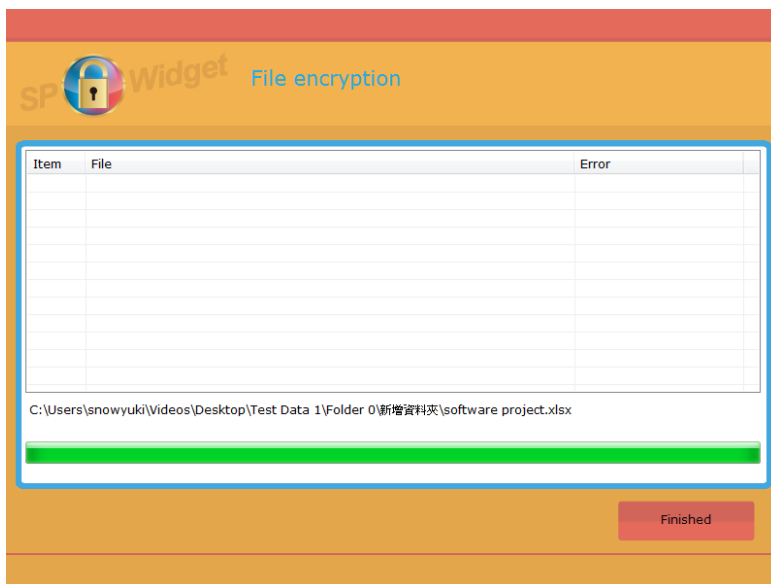 SP Widget
File encryption
Item File Error
C:\Users\snowyuki\Videos\Desktop\Test Data 1\Folder 0\新增資料夾\software project.xlsx
Finished